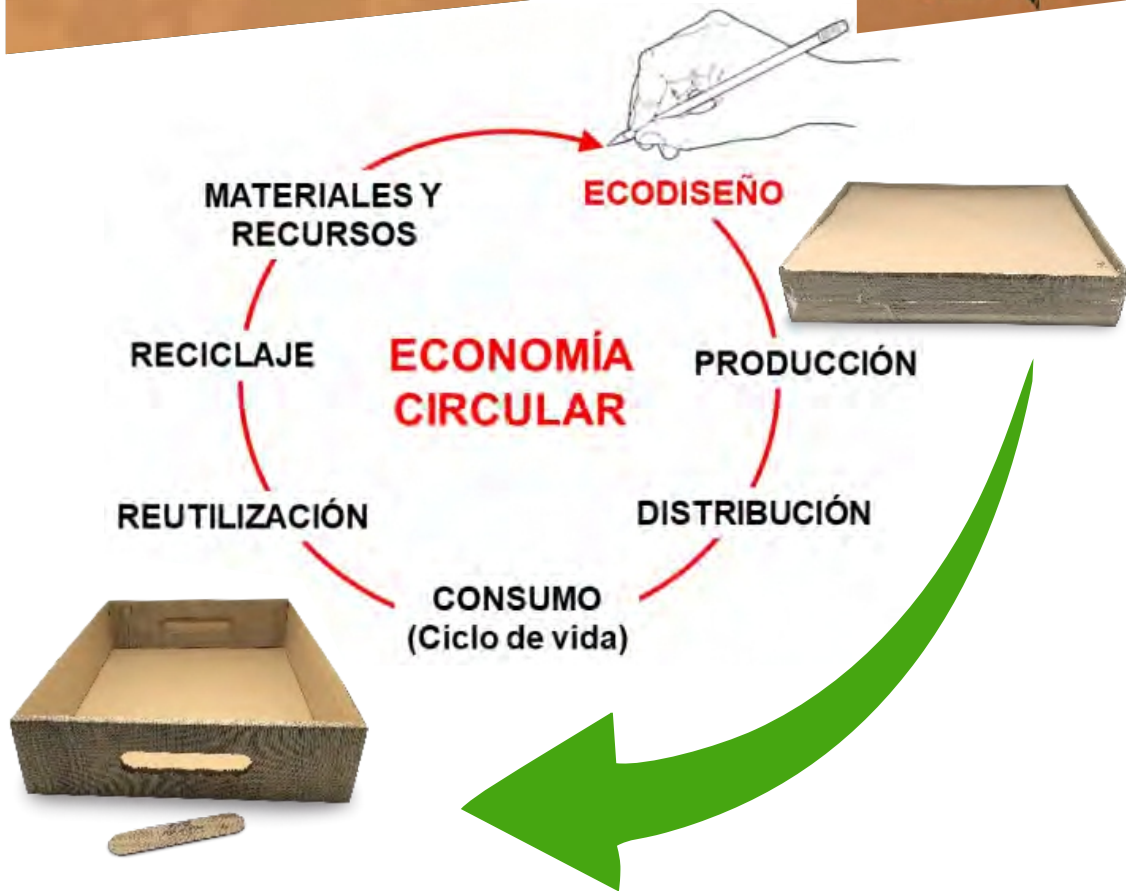 MATERIALES Y
RECURSOS
ECODISEÑO
RECICLAJE
ECONOMÍA
CIRCULAR
PRODUCCIÓN
REUTILIZACIÓN
DISTRIBUCIÓN
CONSUMO
(Ciclo de vida)